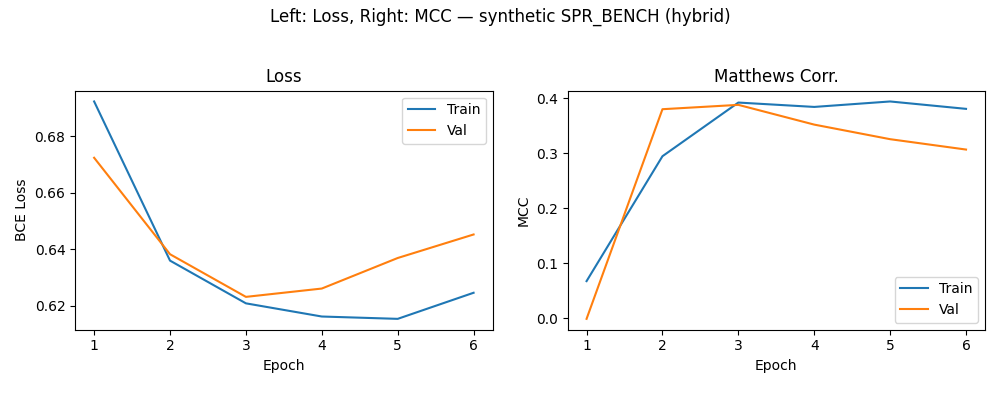 Left: Loss, Right: MCC — synthetic SPR_BENCH (hybrid)
Loss
BCE Loss
0.68
0.66
0.64
0.62
1 2 3 4 5 6
Epoch
Train
Val
Matthews Corr.
MCC
0.4
0.3
0.2
0.1
0.0
1 2 3 4 5 6
Epoch
Train
Val